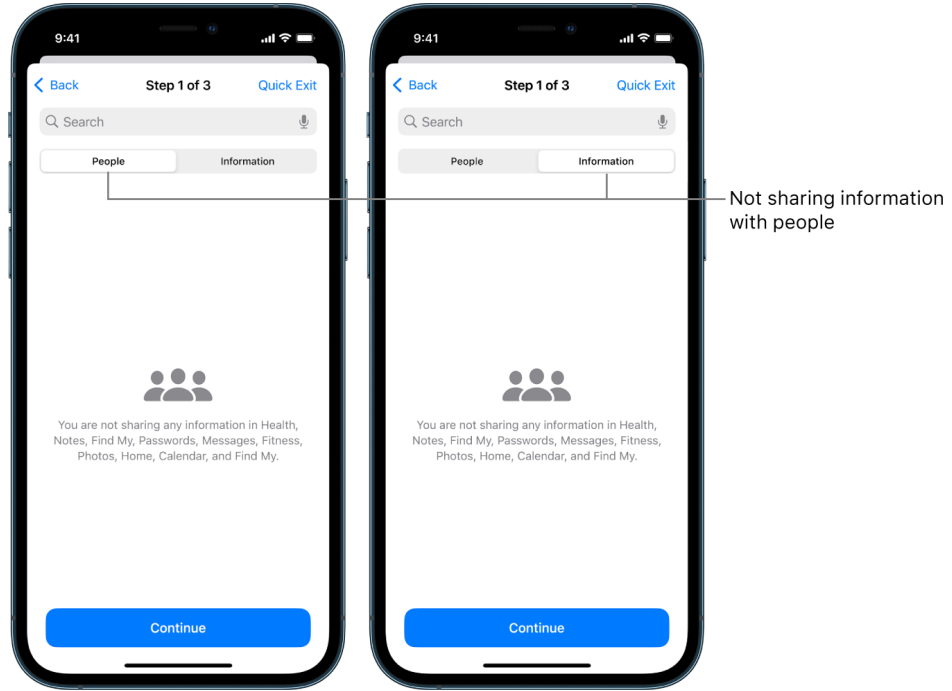 9:41
Back
Step 1 of 3
Quick Exit
Search
People
Information
You are not sharing any information in Health,
Notes, Find My, Passwords, Messages, Fitness,
Photos, Home, Calendar, and Find My.
Continue
9:41
Back
Step 1 of 3
Quick Exit
Search
People
Information
You are not sharing any information in Health,
Notes, Find My, Passwords, Messages, Fitness,
Photos, Home, Calendar, and Find My.
Continue
Not sharing information
with people